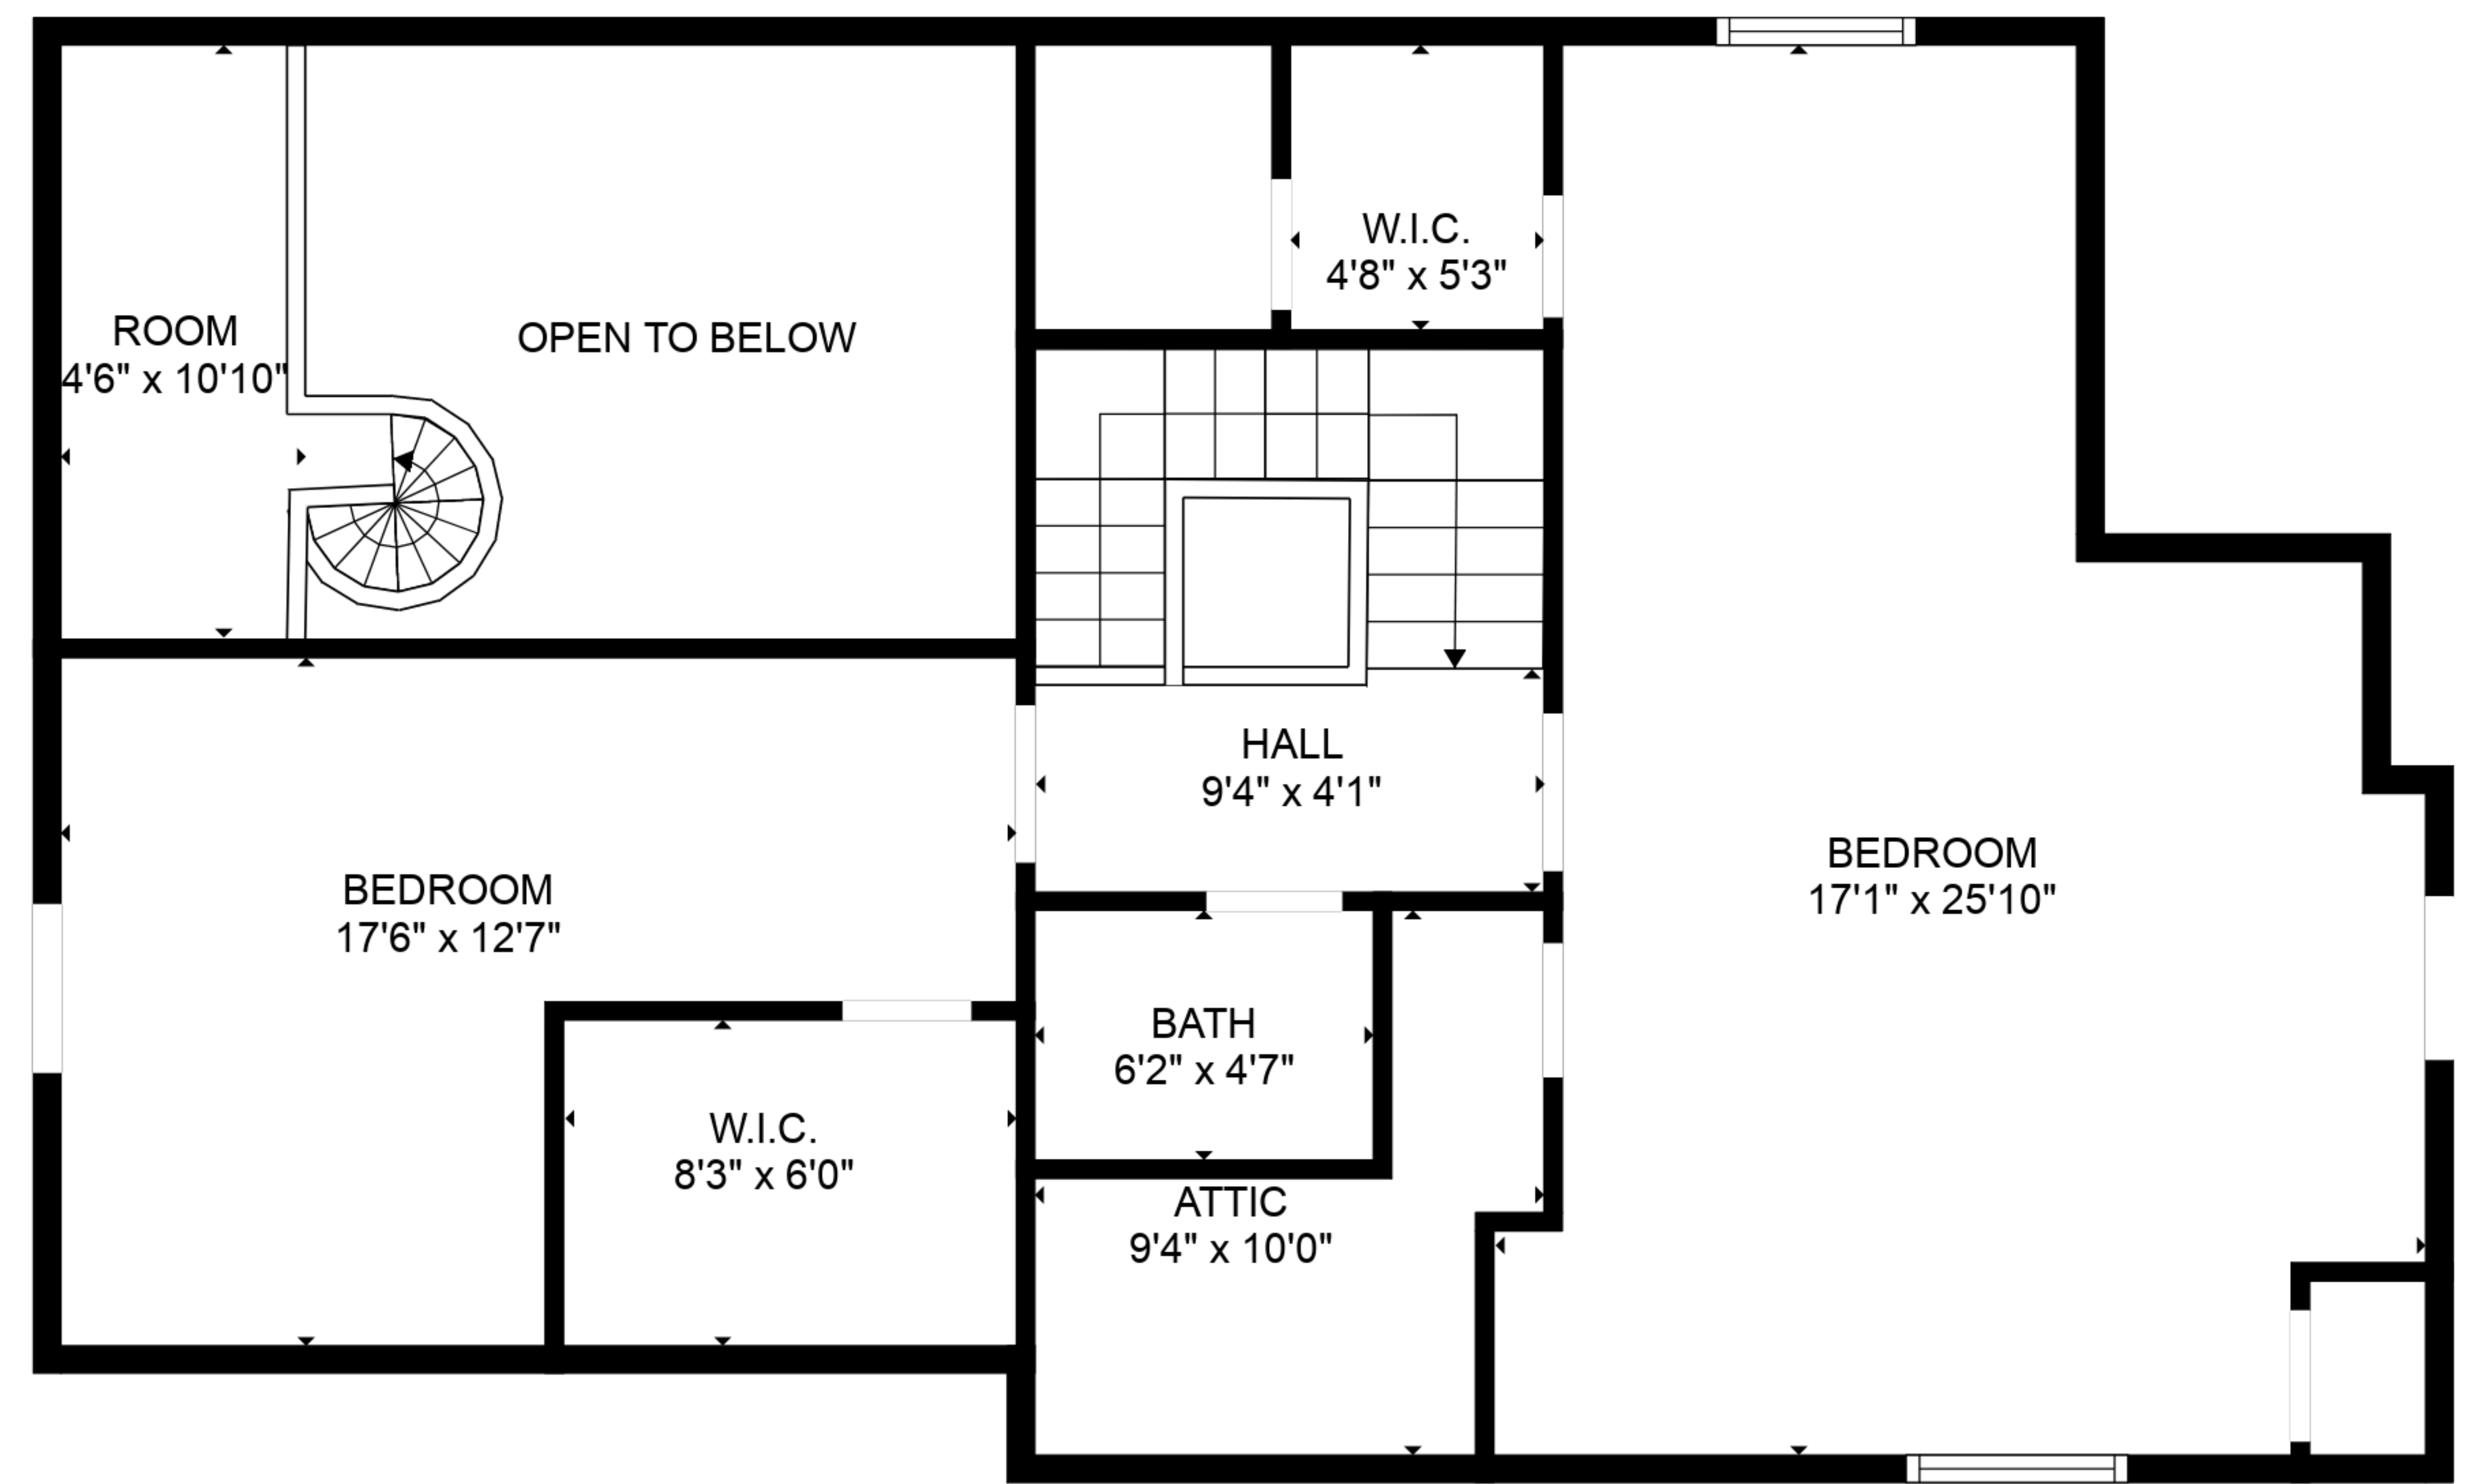 W.I.C.
4'8" x 5'3"
ROOM
4'6" x 10'10"
OPEN TO BELOW
HALL
9'4" x 4'1"
BEDROOM
17'1" x 25'10"
BEDROOM
17'6" x 12'7"
BATH
6'2" x 4'7"
W.I.C.
8'3" x 6'0"
ATTIC
9'4" x 10'0"